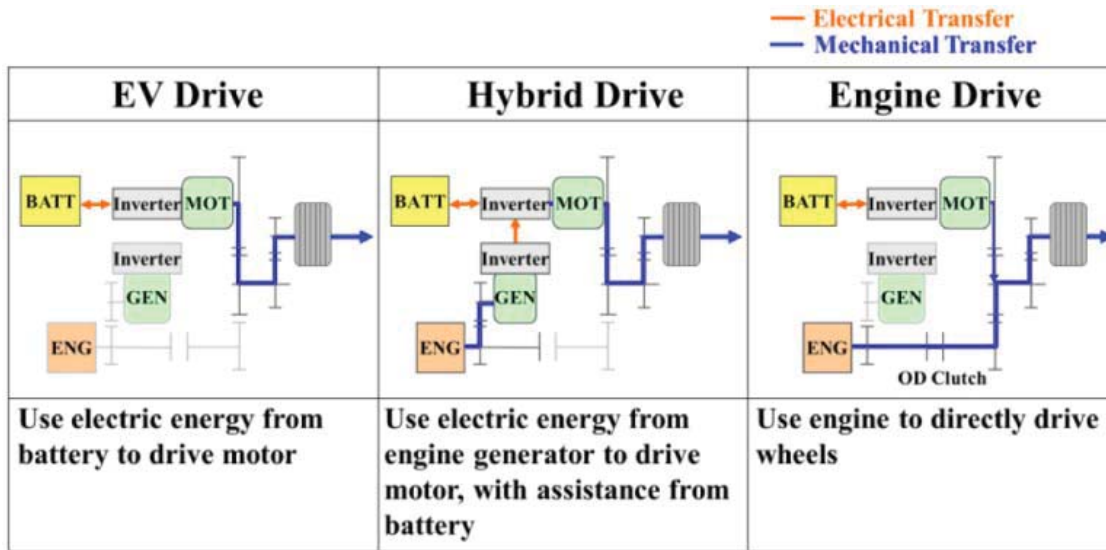 Electrical Transfer
Mechanical Transfer
EV Drive
Hybrid Drive
Engine Drive
BATT
Inverter
MOT
Inverter
GEN
ENG
BATT
Inverter
MOT
Inverter
GEN
ENG
BATT
Inverter
MOT
Inverter
GEN
ENG
OD Clutch
Use electric energy from
battery to drive motor
Use electric energy from
engine generator to drive
motor, with assistance from
battery
Use engine to directly drive
wheels